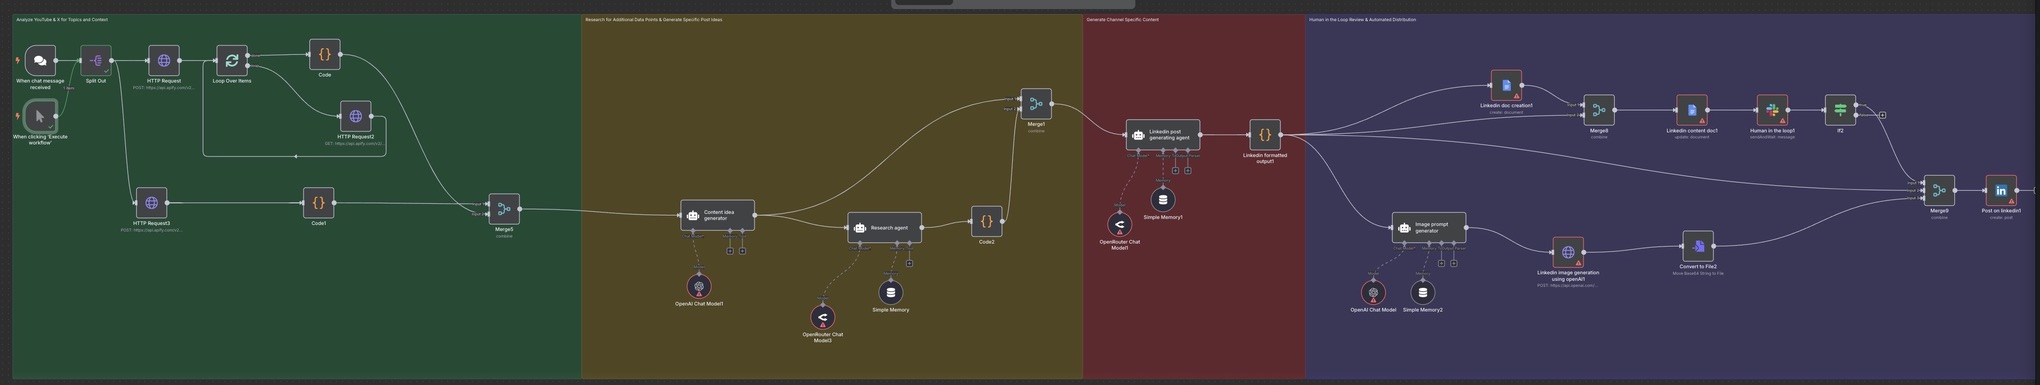 Analyze YouTube & X for Topics and Context
When chat message
received
Split Out
HTTP Request
POST: https://api.apify.com/v2...
Loop Over Items
Code
When clicking 'Execute
workflow'
HTTP Request2
GET: https://api.apify.com/v2...
HTTP Request3
POST: https://api.apify.com/v2...
Code1
Merge5
combine
Research for Additional Data Points & Generate Specific Post Ideas
Content idea
generator
OpenAI Chat Model1
Research agent
OpenRouter Chat
Model3
Simple Memory
Code2
Merge1
combine
Generate Channel Specific Content
Linkedin post
generating agent
OpenRouter Chat
Model1
Simple Memory1
LinkedIn formatted
output1
Human in the Loop Review & Automated Distribution
Linkedin doc creation1
create: document
Merge8
combine
Linkedin content doc1
update: document
Human in the loop1
sendAndWait: message
If2
Image prompt
generator
OpenAI Chat Model
Simple Memory2
Linkedin image generation
using openAI1
POST: https://api.openai.com/...
Convert to File2
Move Base64 String to File
Merge9
combine
Post on linkedin1
create: post